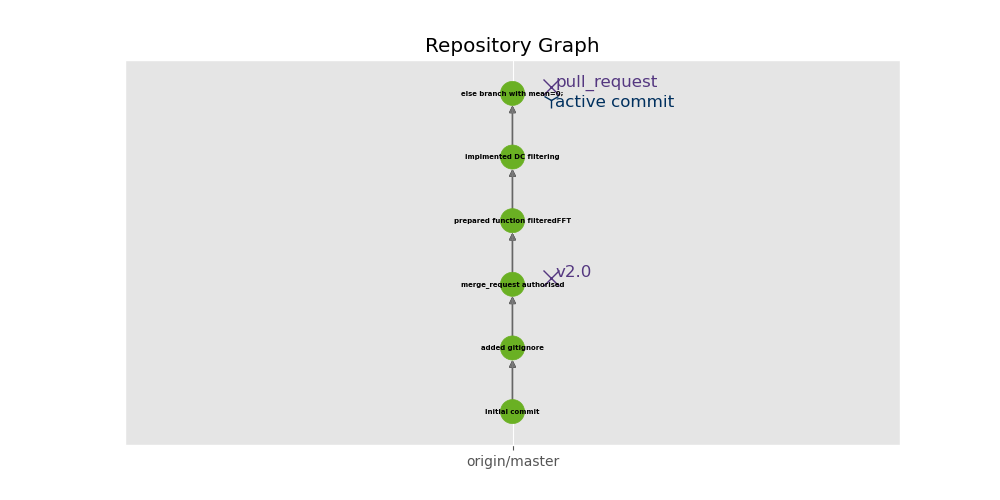 Repository Graph
pull_request
else branch with mean=0;
active commit
implmented DC filtering
prepared function filteredFFT
v2.0
merge_request authorised
added gitignore
initial commit
origin/master